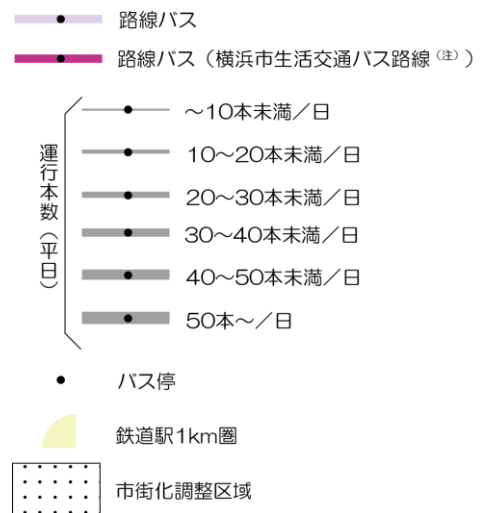 路線バス
路線バス（横浜市生活交通バス路線（注））
運行本数（平日）
～10本未満／日
10～20本未満／日
20～30本未満／日
30～40本未満／日
40～50本未満／日
50本～／日
バス停
鉄道駅1km圏
市街化調整区域